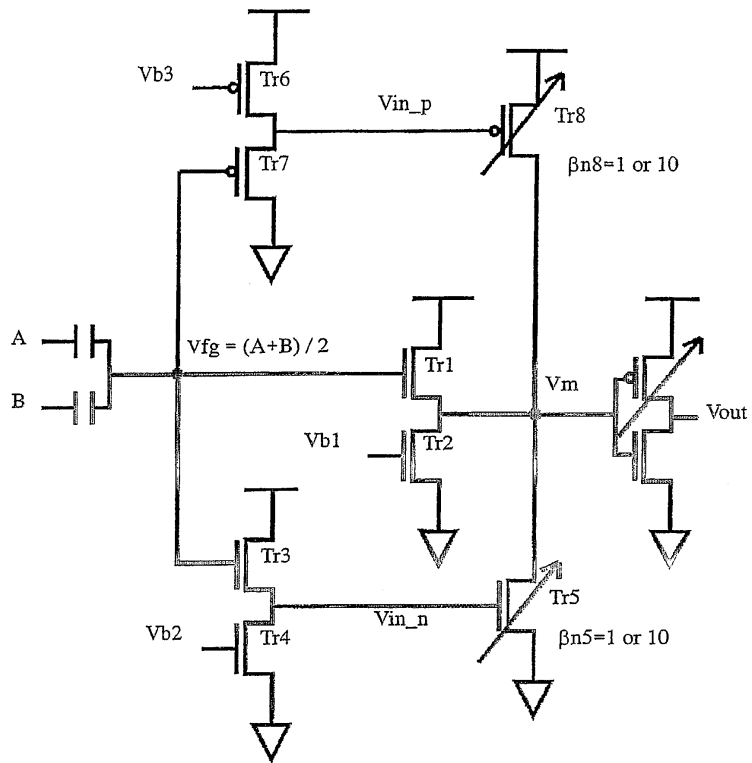 Vb3
Tr6
Vin_p
Tr8
Tr7
βn8=1 or 10
A
Vfg = (A+B) / 2
Tr1
Vm
B
Vout
Vb1
Tr2
Tr3
Tr5
Vin_n
Vb2
Tr4
βn5=1 or 10